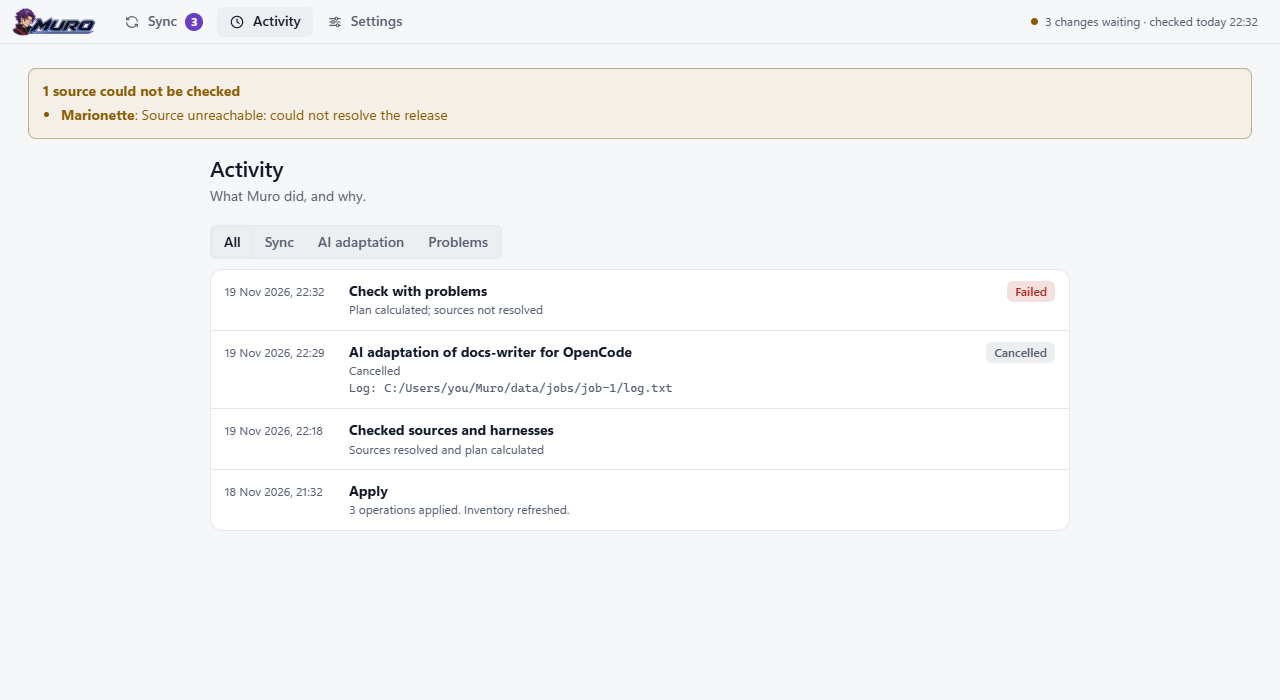 MURO
Sync 3
Activity
Settings
3 changes waiting · checked today 22:32
1 source could not be checked
• Marionette: Source unreachable: could not resolve the release
Activity
What Muro did, and why.
All
Sync
AI adaptation
Problems
19 Nov 2026, 22:32
Check with problems
Failed
Plan calculated; sources not resolved
19 Nov 2026, 22:29
AI adaptation of docs-writer for OpenCode
Cancelled
Cancelled
Log: C:/Users/you/Muro/data/jobs/job-1/log.txt
19 Nov 2026, 22:18
Checked sources and harnesses
Sources resolved and plan calculated
18 Nov 2026, 21:32
Apply
3 operations applied. Inventory refreshed.